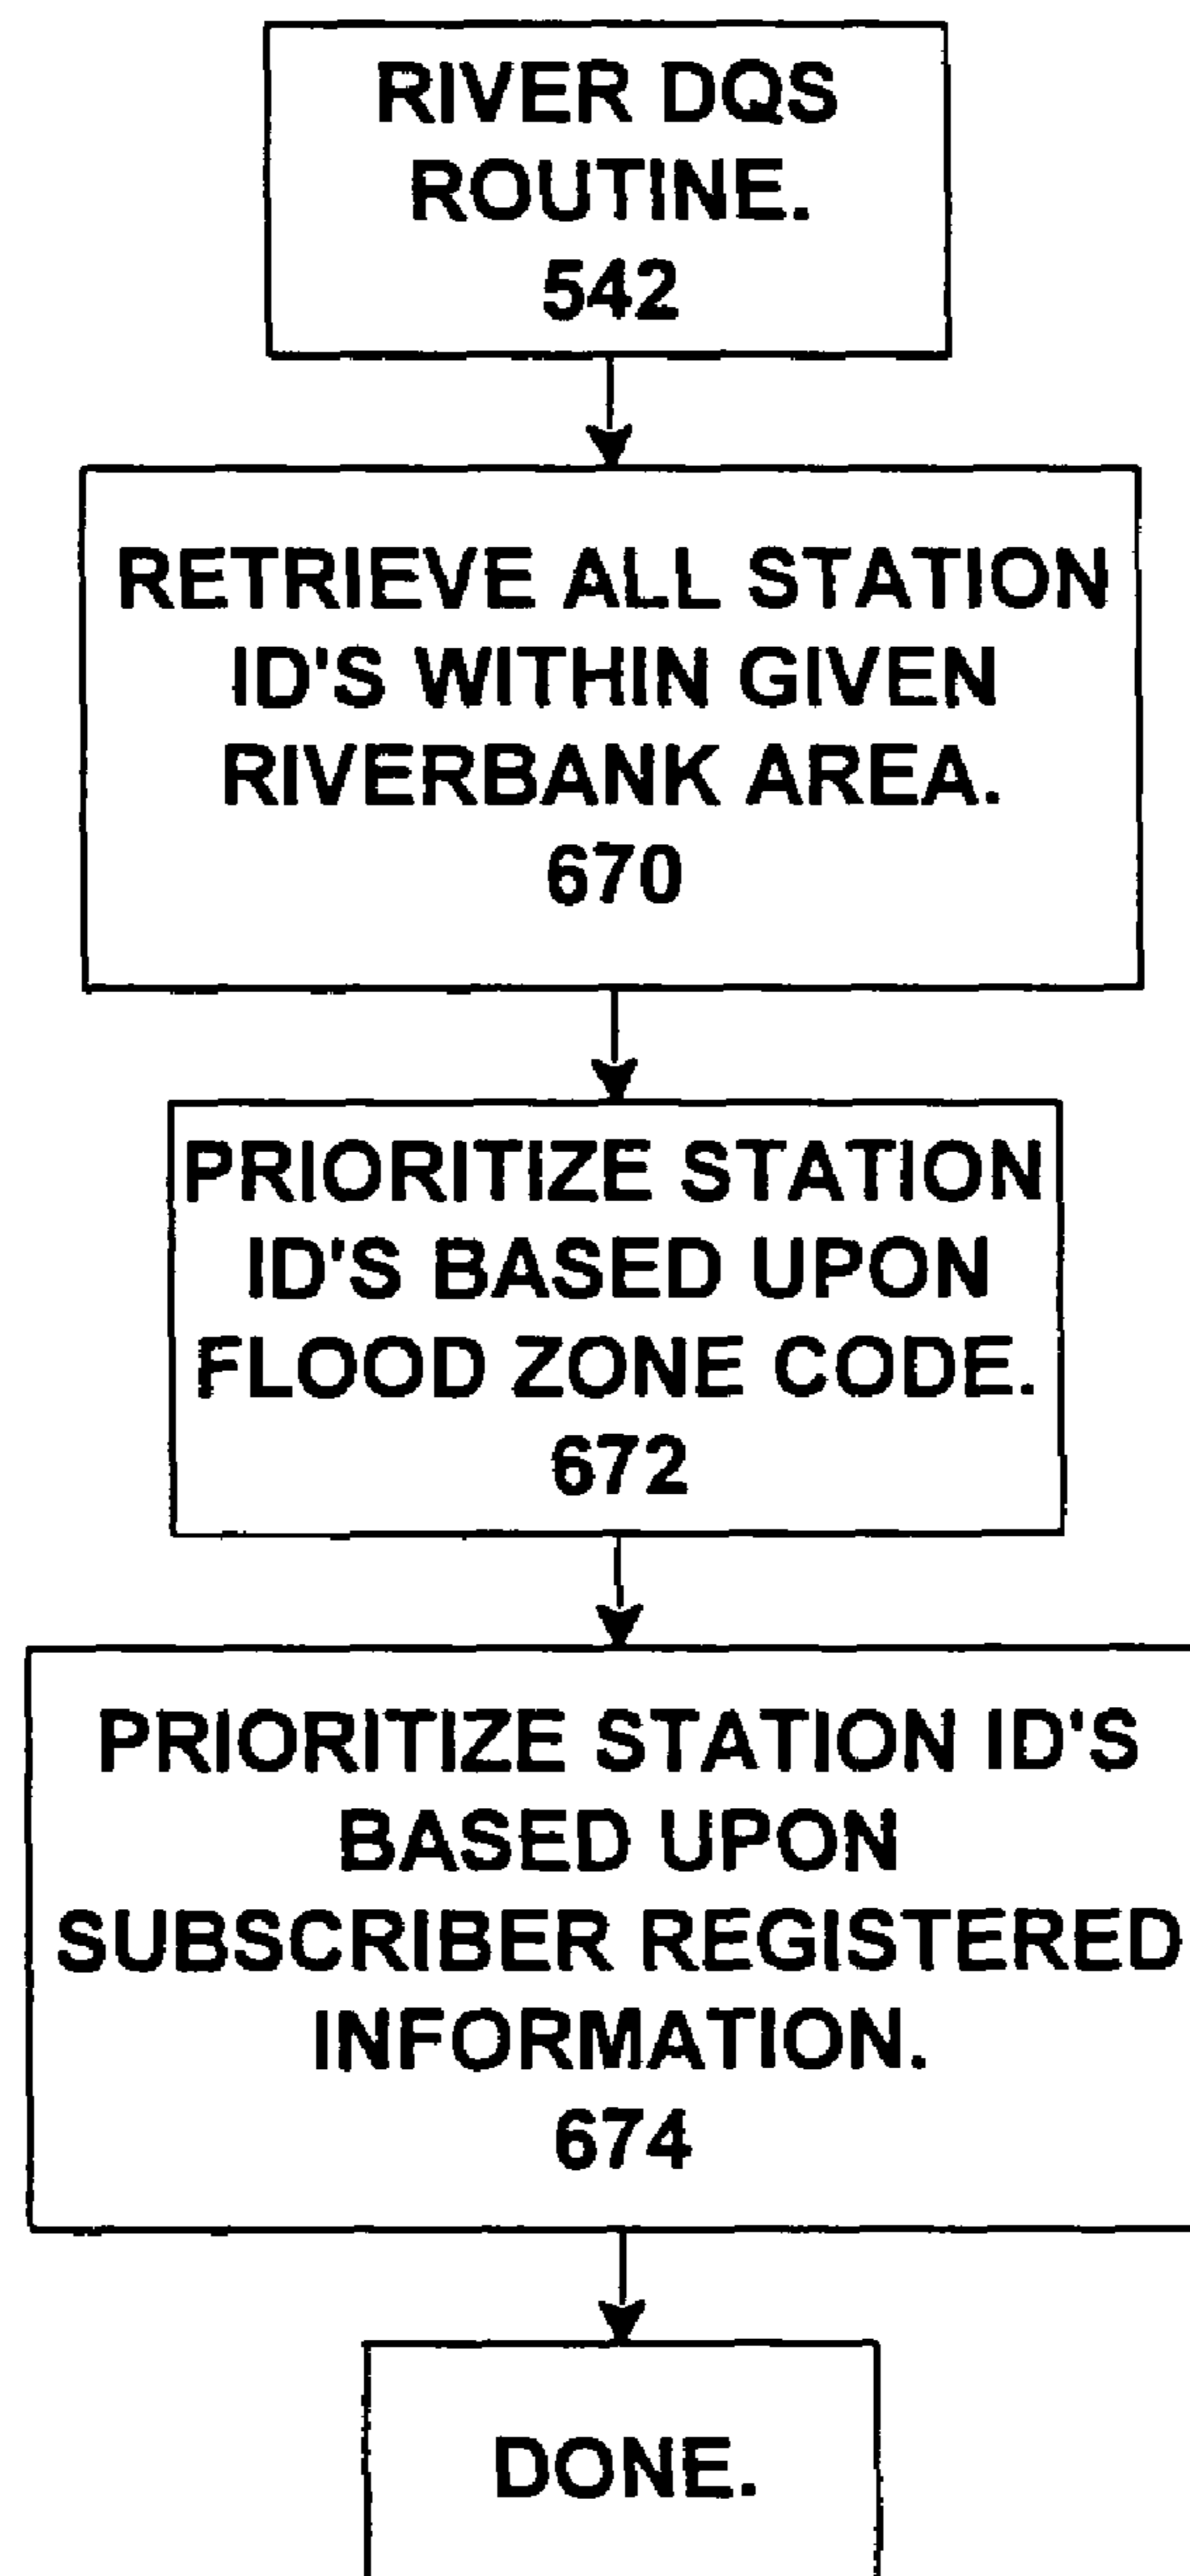 RIVER DQS
ROUTINE.
542
RETRIEVE ALL STATION
ID'S WITHIN GIVEN
RIVERBANK AREA.
670
PRIORITIZE STATION
ID'S BASED UPON
FLOOD ZONE CODE.
672
PRIORITIZE STATION ID'S
BASED UPON
SUBSCRIBER REGISTERED
INFORMATION.
674
DONE.